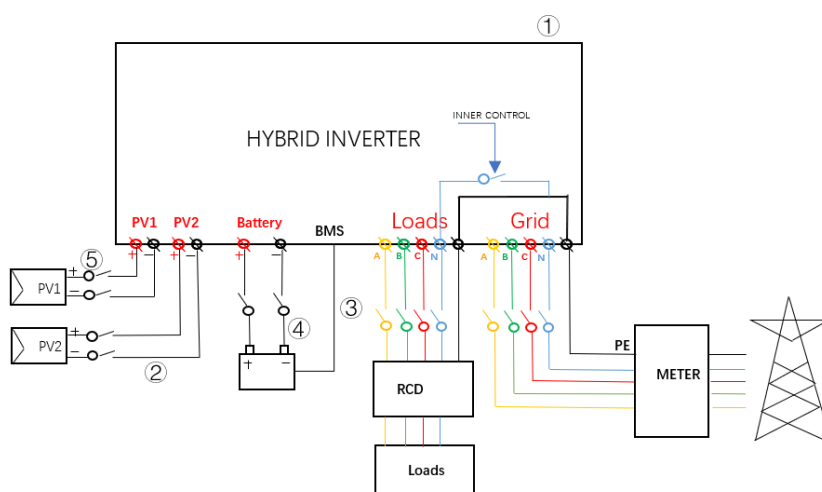 ①
INNER CONTROL
HYBRID INVERTER
PV1 PV2 Battery BMS Loads Grid
+ − + − + −
A B C N A B C N
⑤
PV1 + −
③
④
PV2 + −
②
+ −
PE
METER
RCD
Loads